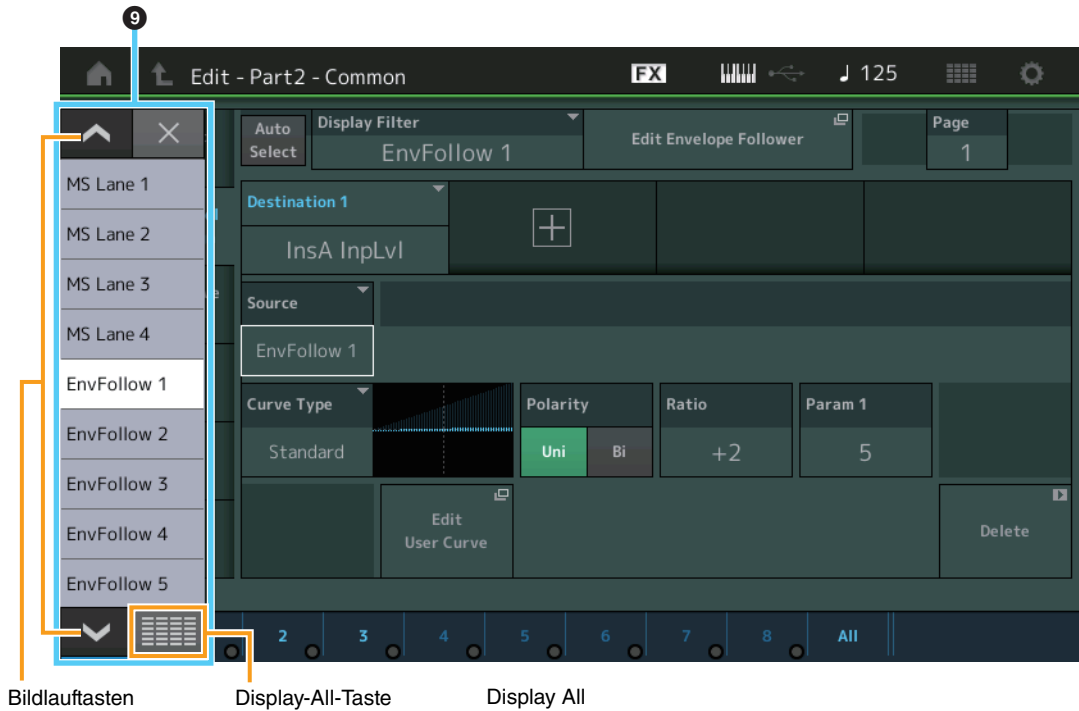 9
Edit - Part2 - Common
FX
125
Auto Select
Display Filter
EnvFollow 1
Edit Envelope Follower
Page
1
MS Lane 1
MS Lane 2
MS Lane 3
MS Lane 4
EnvFollow 1
EnvFollow 2
EnvFollow 3
EnvFollow 4
EnvFollow 5
Destination 1
InsA InpLvl
Source
EnvFollow 1
Curve Type
Standard
Polarity
Uni
Bi
Ratio
+2
Param 1
5
Edit
User Curve
Delete
2 3 4 5 6 7 8 All
Bildlauftasten
Display-All-Taste
Display All